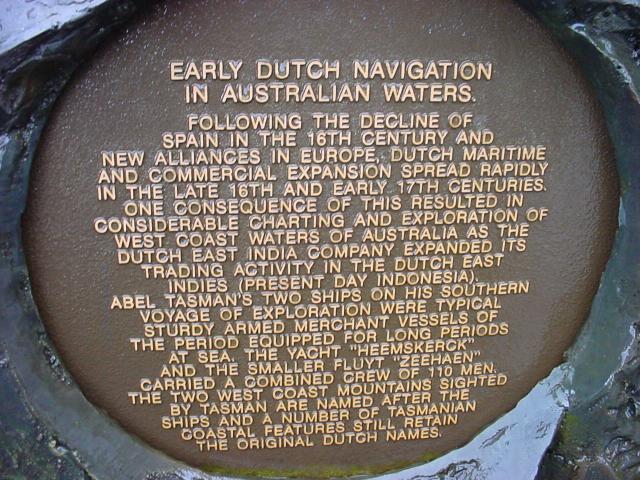 EARLY DUTCH NAVIGATION
IN AUSTRALIAN WATERS.
FOLLOWING THE DECLINE OF
SPAIN IN THE 16TH CENTURY AND
NEW ALLIANCES IN EUROPE, DUTCH MARITIME
AND COMMERCIAL EXPANSION SPREAD RAPIDLY
IN THE LATE 16TH AND EARLY 17TH CENTURIES.
ONE CONSEQUENCE OF THIS RESULTED IN
CONSIDERABLE CHARTING AND EXPLORATION OF
WEST COAST WATERS OF AUSTRALIA AS THE
DUTCH EAST INDIA COMPANY EXPANDED ITS
TRADING ACTIVITY IN THE DUTCH EAST
INDIES (PRESENT DAY INDONESIA).
ABEL TASMAN'S TWO SHIPS ON HIS SOUTHERN
VOYAGE OF EXPLORATION WERE TYPICAL
STURDY ARMED MERCHANT VESSELS OF
THE PERIOD EQUIPPED FOR LONG PERIODS
AT SEA. THE YACHT "HEEMSKERCK"
AND THE SMALLER FLUYT "ZEEHAEN"
CARRIED A COMBINED CREW OF 110 MEN.
THE TWO WEST COAST MOUNTAINS SIGHTED
BY TASMAN ARE NAMED AFTER THE
SHIPS AND A NUMBER OF TASMANIAN
COASTAL FEATURES STILL RETAIN
THE ORIGINAL DUTCH NAMES.